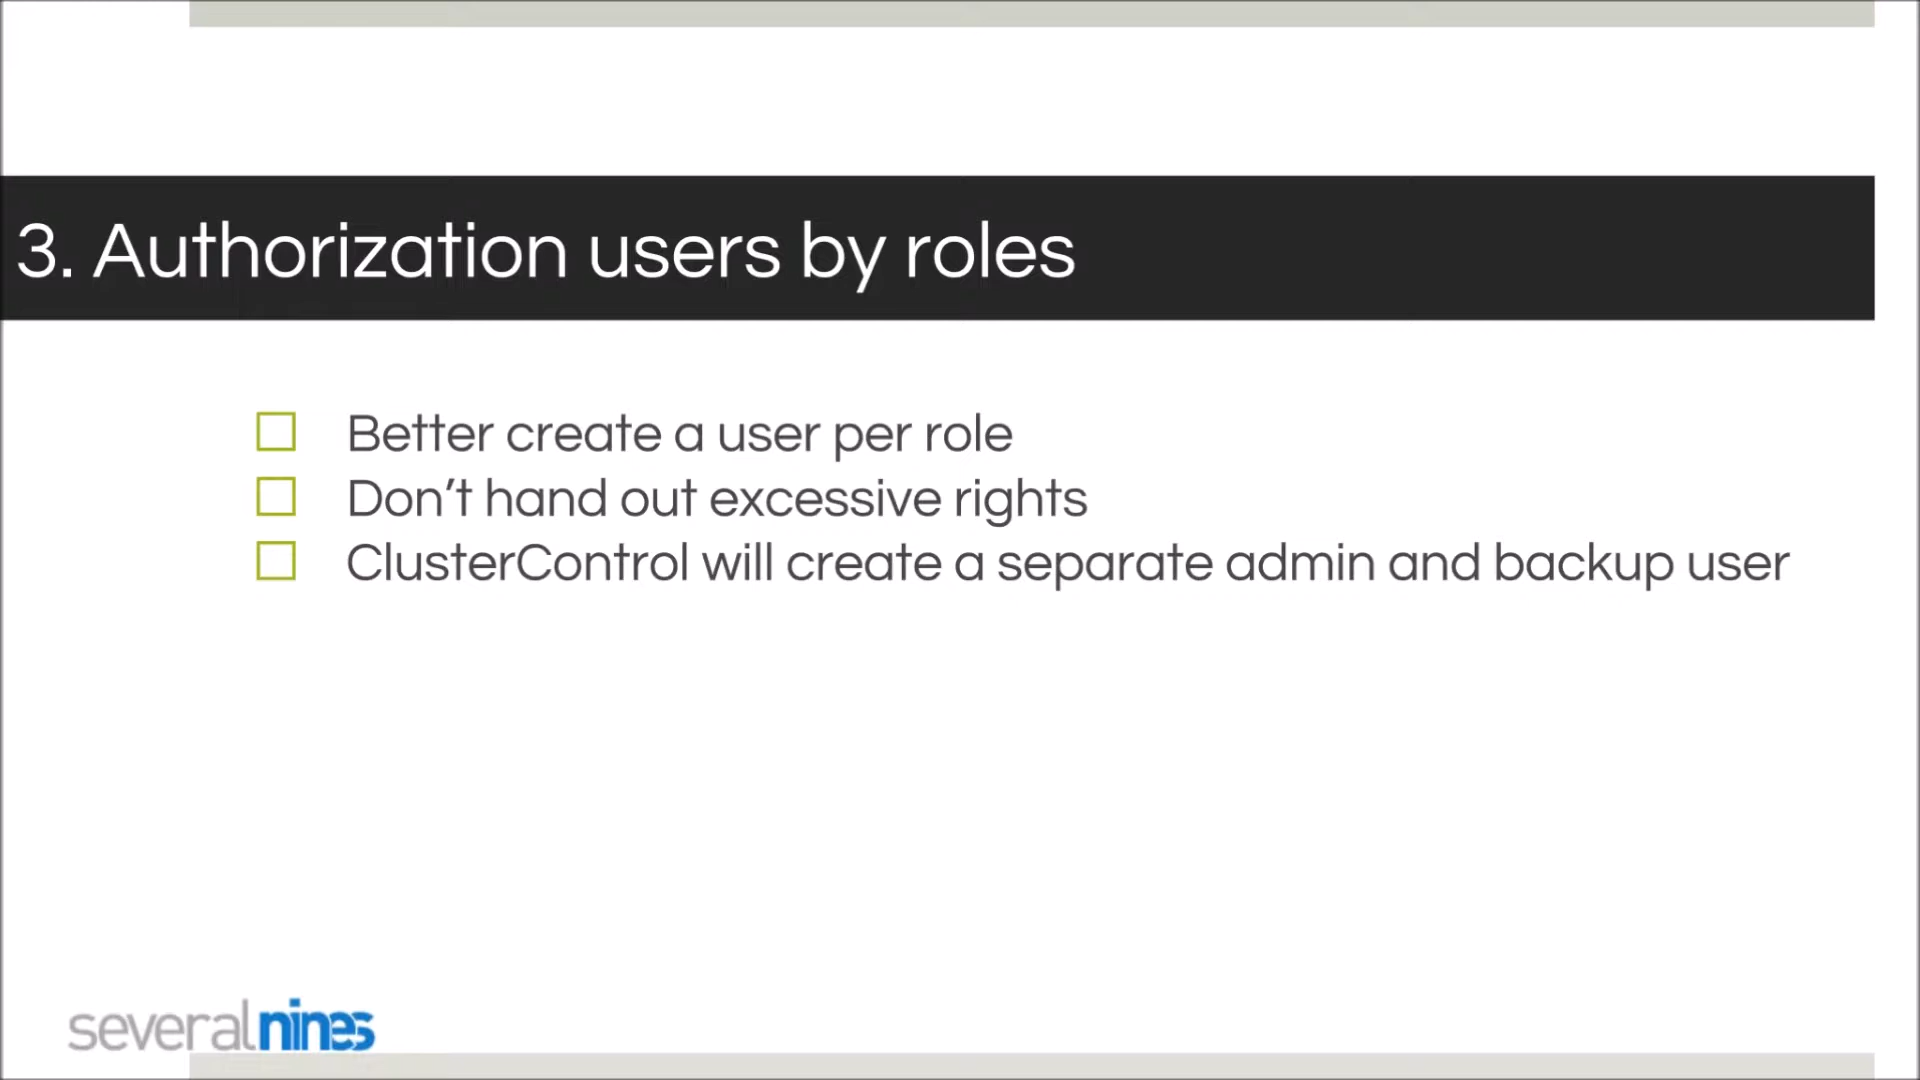 3. Authorization users by roles
Better create a user per role
Don’t hand out excessive rights
ClusterControl will create a separate admin and backup user
severalnines